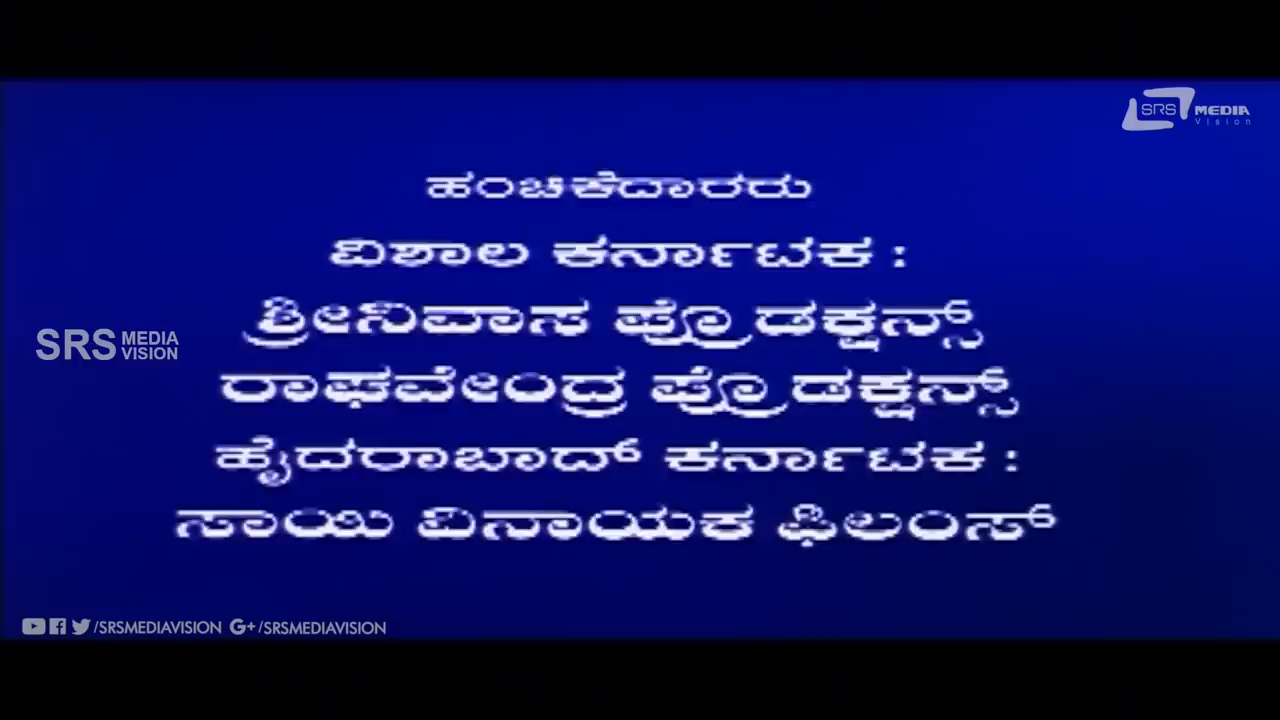 SRS MEDIA
Vision
ಹಂಚಿಕೆದಾರರು
ವಿಶಾಲ ಕರ್ನಾಟಕ :
ಶ್ರೀನಿವಾಸ ಪ್ರೊಡಕ್ಷನ್ಸ್
SRS MEDIA
VISION
ರಾಘವೇಂದ್ರ ಪ್ರೊಡಕ್ಷನ್ಸ್
ಹೈದರಾಬಾದ್ ಕರ್ನಾಟಕ :
ಸಾಯಿ ವಿನಾಯಕ ಫಿಲಂಸ್
/SRSMEDIAVISION G+/SRSMEDIAVISION